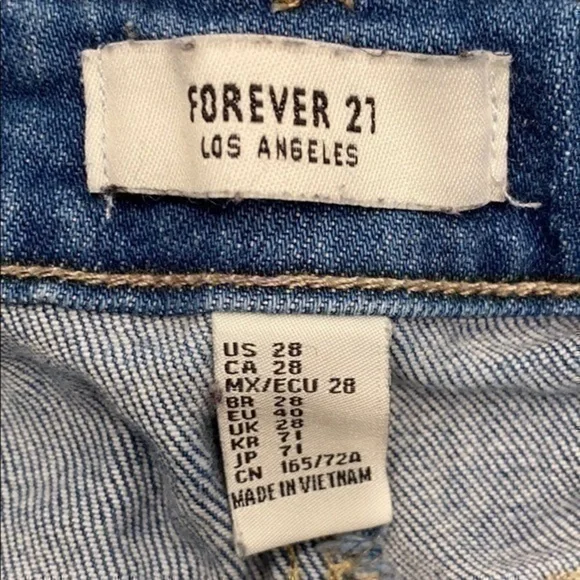 FOREVER 21
LOS ANGELES
US 28
CA 28
MX/ECU 28
BR 28
EU 40
UK 28
KR 71
JP 71
CN 165/72A
MADE IN VIETNAM